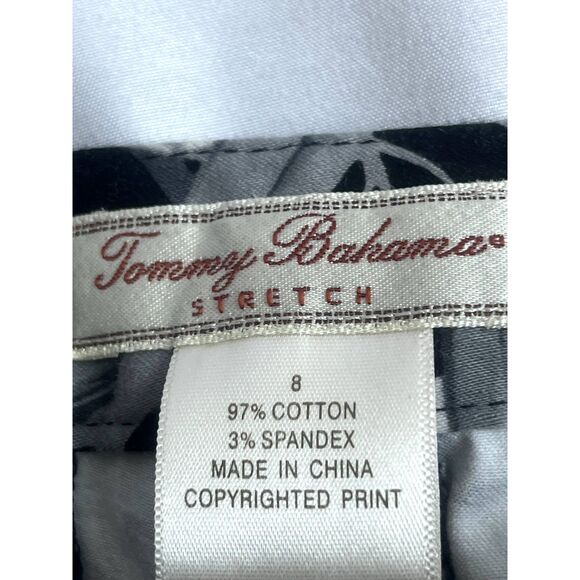 Tommy Bahama®
STRETCH
8
97% COTTON
3% SPANDEX
MADE IN CHINA
COPYRIGHTED PRINT